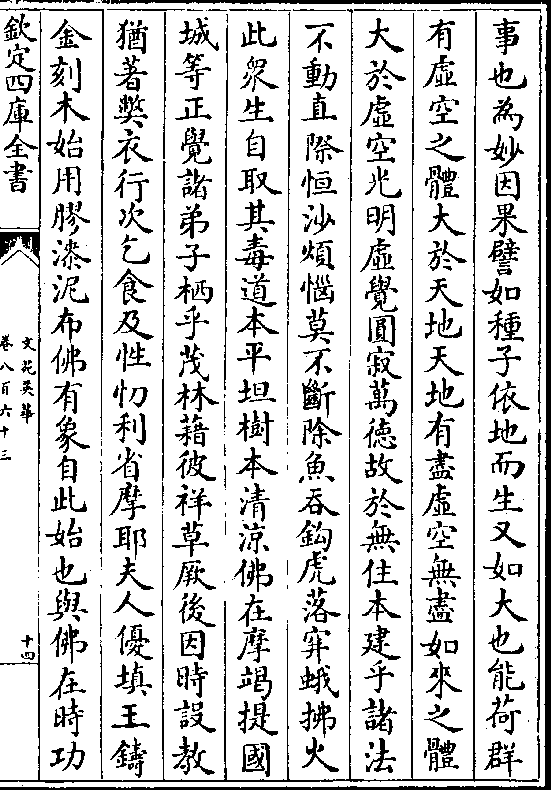 事也為妙因果譬如種子依地而生又如大也能荷群
有虛空之體大於天地天地有盡虛空無盡如來之體
大於虛空光明虛覺圓寂萬德故於無住本建乎諸法
不動直際恒沙煩惱莫不斷除魚吞鈎虎落穽蛾拂火
此衆生自取其毒道本平坦樹本清涼佛在摩竭提國
城等正覺諸弟子栖乎茂林藉彼祥草厥後因時設教
猶著獘衣行次乞食及性忉利省摩耶夫人優填王鑄
金刻木始用膠漆泥布佛有象自此始也與佛在時功
欽定四庫全書
文苑英華
卷八百六十三
十四